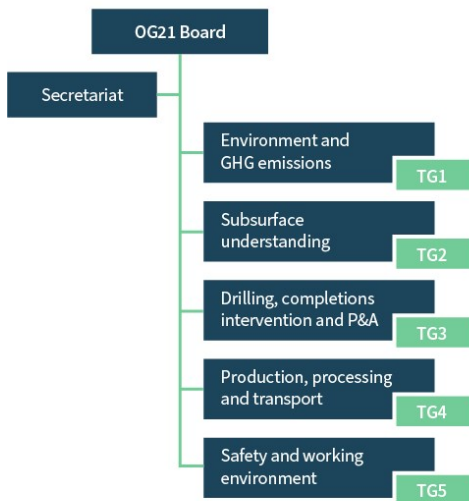 OG21 Board
Secretariat
Environment and
GHG emissions
TG1
Subsurface
understanding
TG2
Drilling, completions
intervention and P&A
TG3
Production, processing
and transport
TG4
Safety and working
environment
TG5